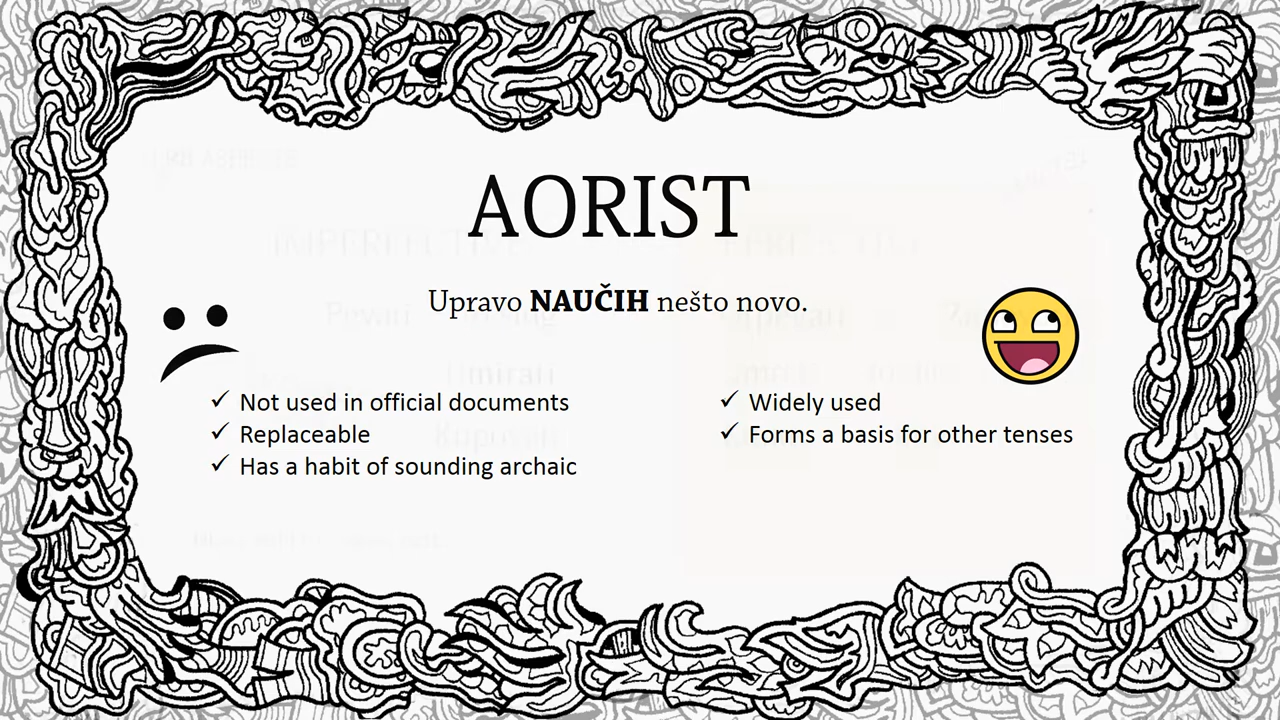 AORIST
Upravo NAUČIH nešto novo.
✓ Not used in official documents
✓ Replaceable
✓ Has a habit of sounding archaic
✓ Widely used
✓ Forms a basis for other tenses